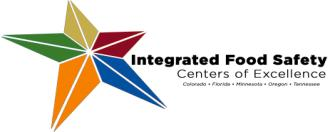 Integrated Food Safety
Centers of Excellence
Colorado • Florida • Minnesota • Oregon • Tennessee